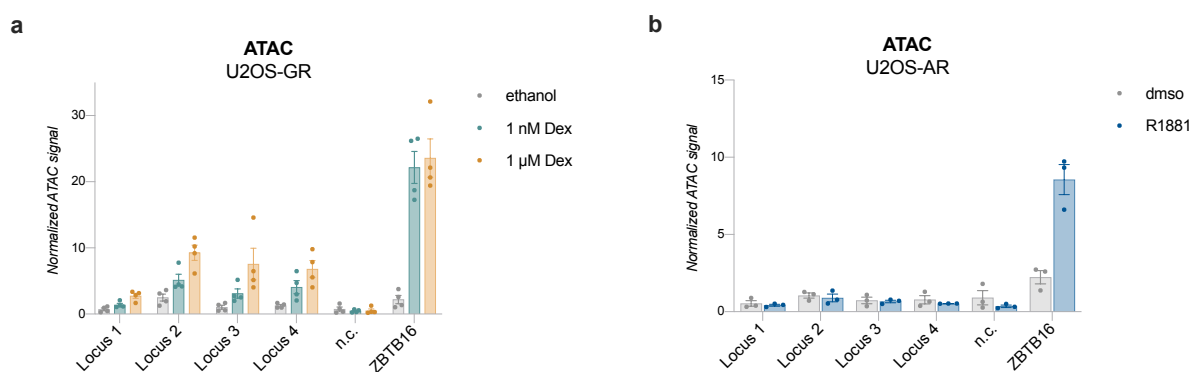 a
ATAC
U2OS-GR
Normalized ATAC signal
30
20
10
0
Locus 1
Locus 2
Locus 3
Locus 4
n.c.
ZBTB16
ethanol
1 nM Dex
1 µM Dex
b
ATAC
U2OS-AR
Normalized ATAC signal
15
10
5
0
Locus 1
Locus 2
Locus 3
Locus 4
n.c.
ZBTB16
dmso
R1881